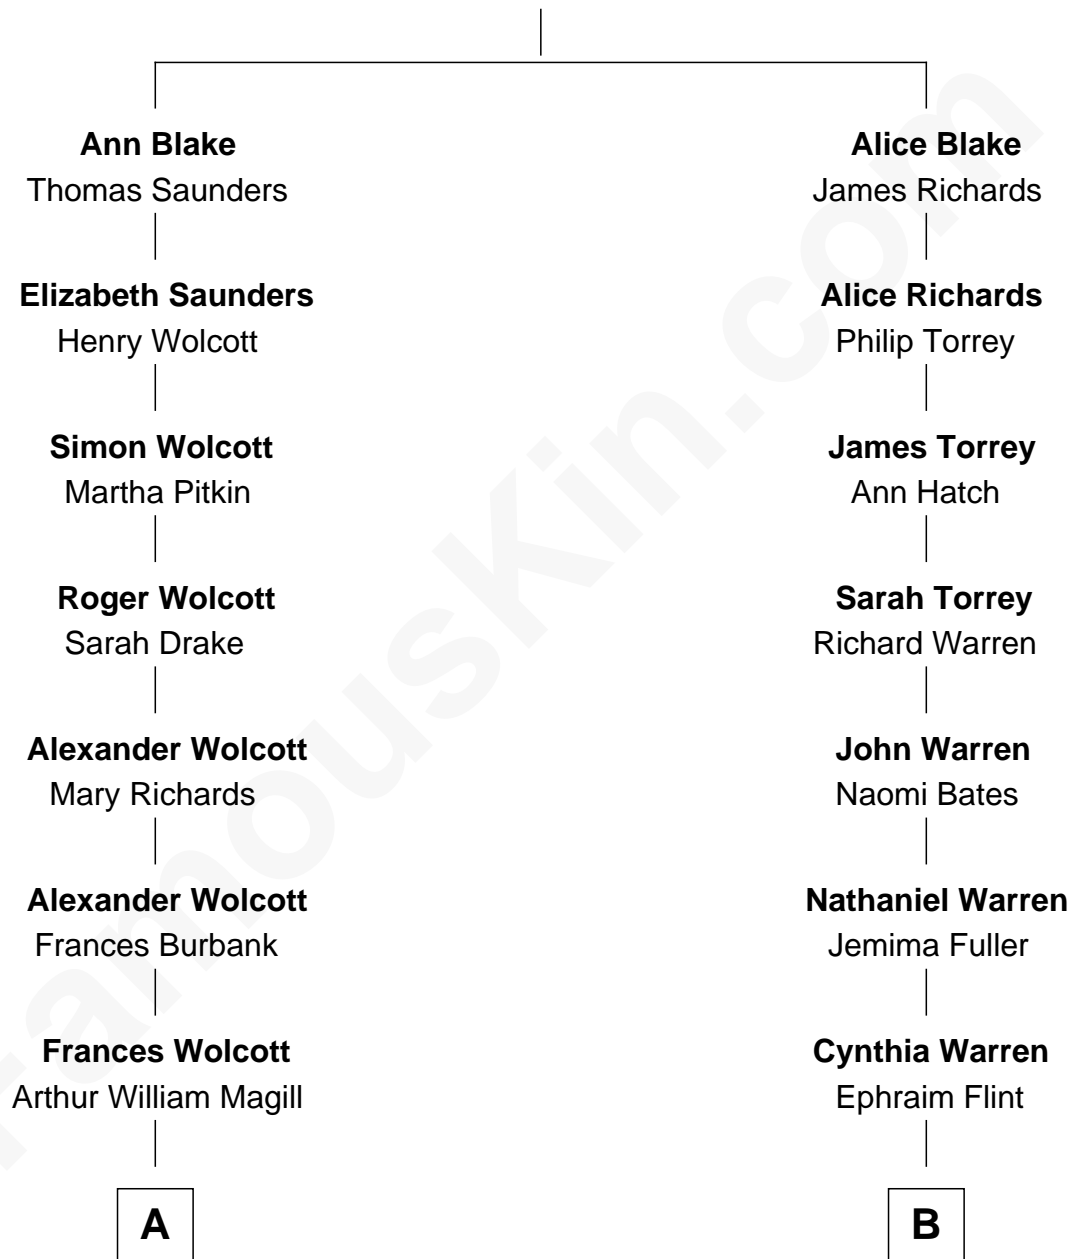 Ann Blake
Thomas Saunders
Elizabeth Saunders
Henry Wolcott
Simon Wolcott
Martha Pitkin
Roger Wolcott
Sarah Drake
Alexander Wolcott
Mary Richards
Alexander Wolcott
Frances Burbank
Frances Wolcott
Arthur William Magill
A
Alice Blake
James Richards
Alice Richards
Philip Torrey
James Torrey
Ann Hatch
Sarah Torrey
Richard Warren
John Warren
Naomi Bates
Nathaniel Warren
Jemima Fuller
Cynthia Warren
Ephraim Flint
B
FamousKin.com